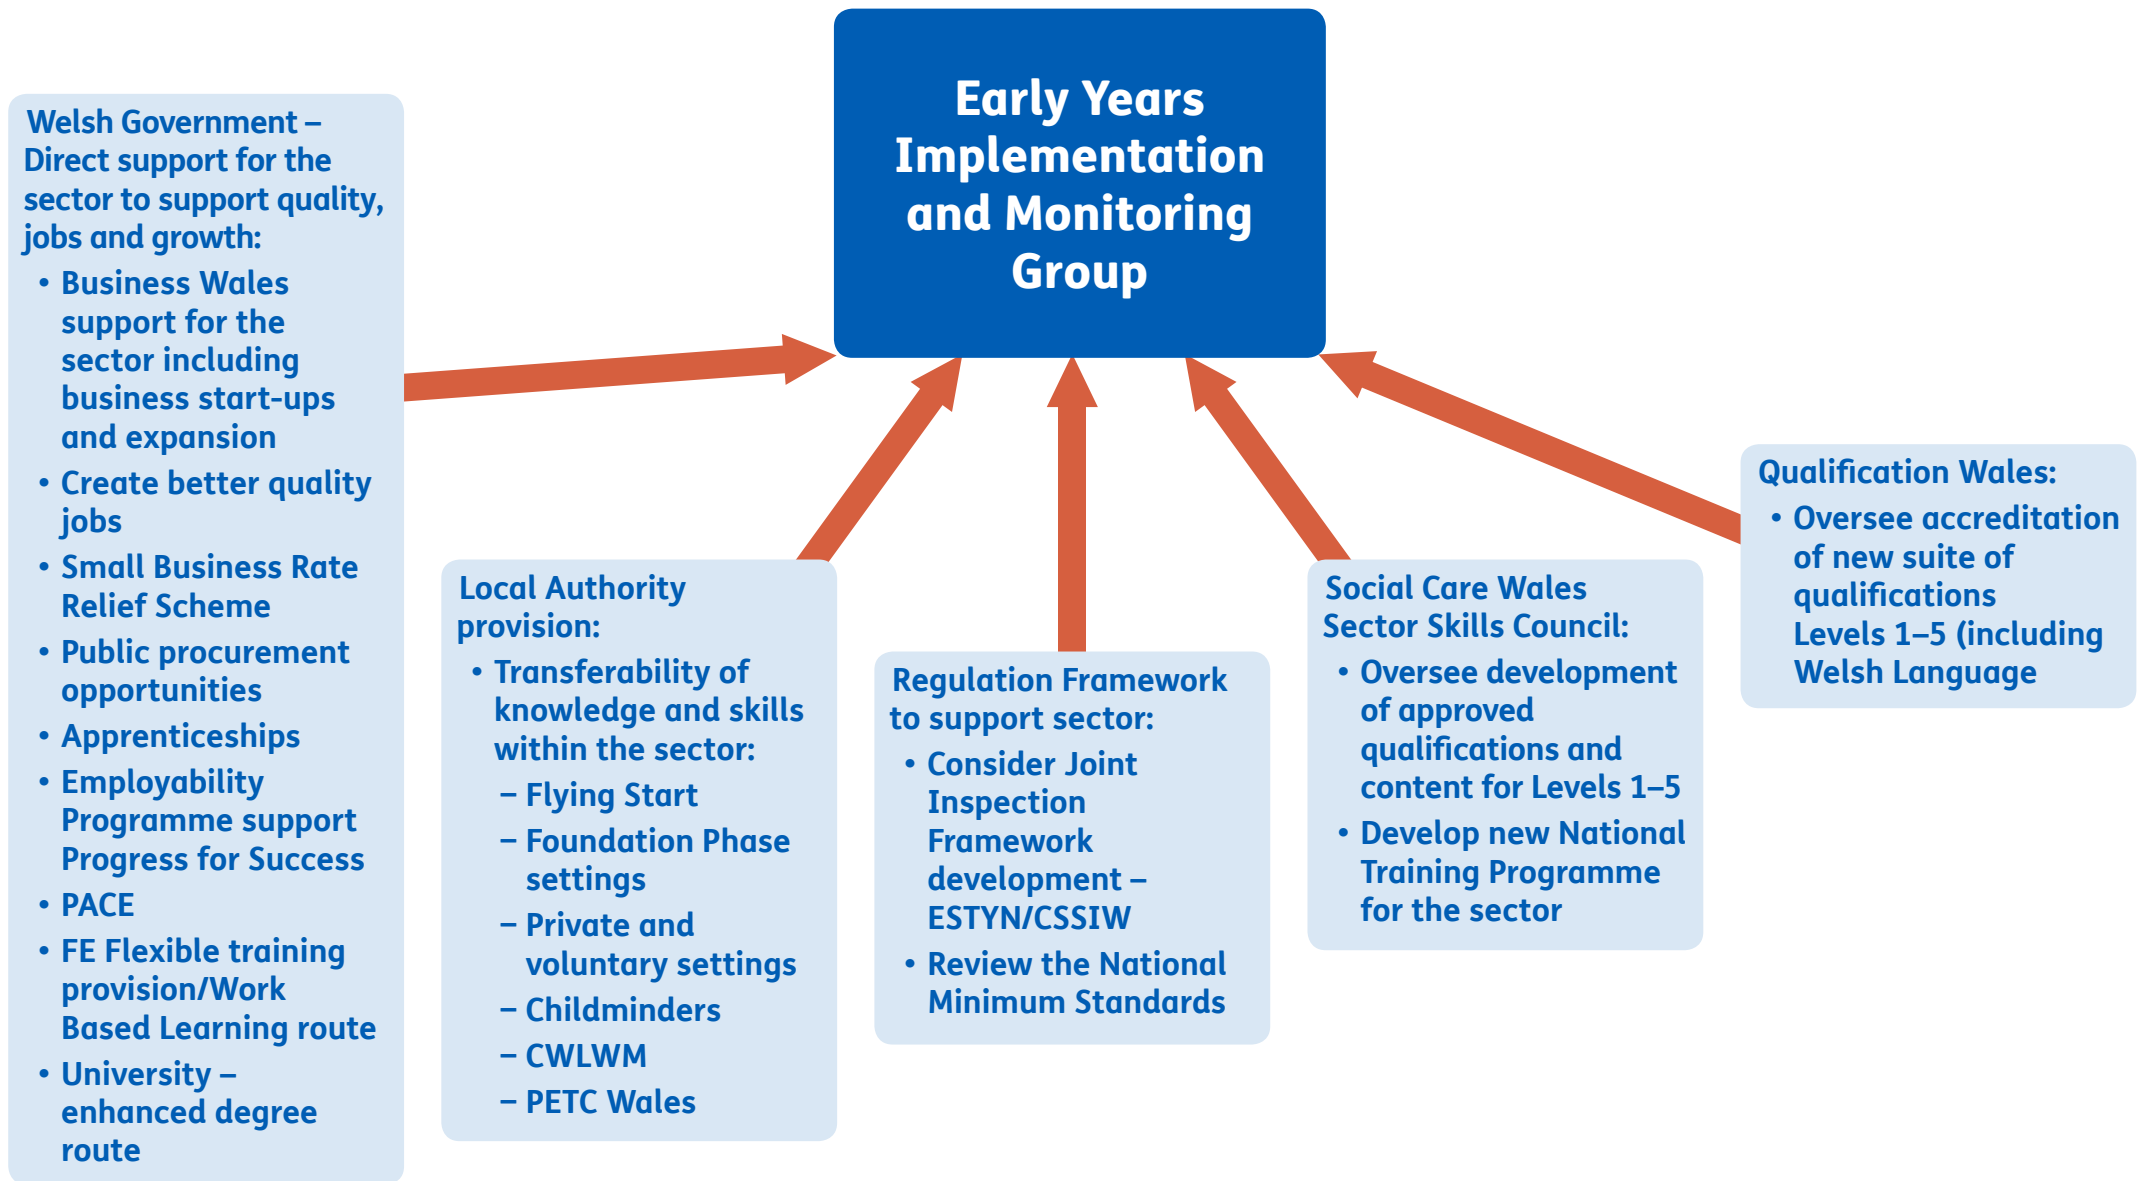 Early Years
Implementation
and Monitoring
Group
Welsh Government –
Direct support for the
sector to support quality,
jobs and growth:
• Business Wales
support for the
sector including
business start-ups
and expansion
• Create better quality
jobs
• Small Business Rate
Relief Scheme
• Public procurement
opportunities
• Apprenticeships
• Employability
Programme support
Progress for Success
• PACE
• FE Flexible training
provision/Work
Based Learning route
• University –
enhanced degree
route
Local Authority
provision:
• Transferability of
knowledge and skills
within the sector:
– Flying Start
– Foundation Phase
settings
– Private and
voluntary settings
– Childminders
– CWLWM
– PETC Wales
Regulation Framework
to support sector:
• Consider Joint
Inspection
Framework
development –
ESTYN/CSSIW
• Review the National
Minimum Standards
Social Care Wales
Sector Skills Council:
• Oversee development
of approved
qualifications and
content for Levels 1–5
• Develop new National
Training Programme
for the sector
Qualification Wales:
• Oversee accreditation
of new suite of
qualifications
Levels 1–5 (including
Welsh Language